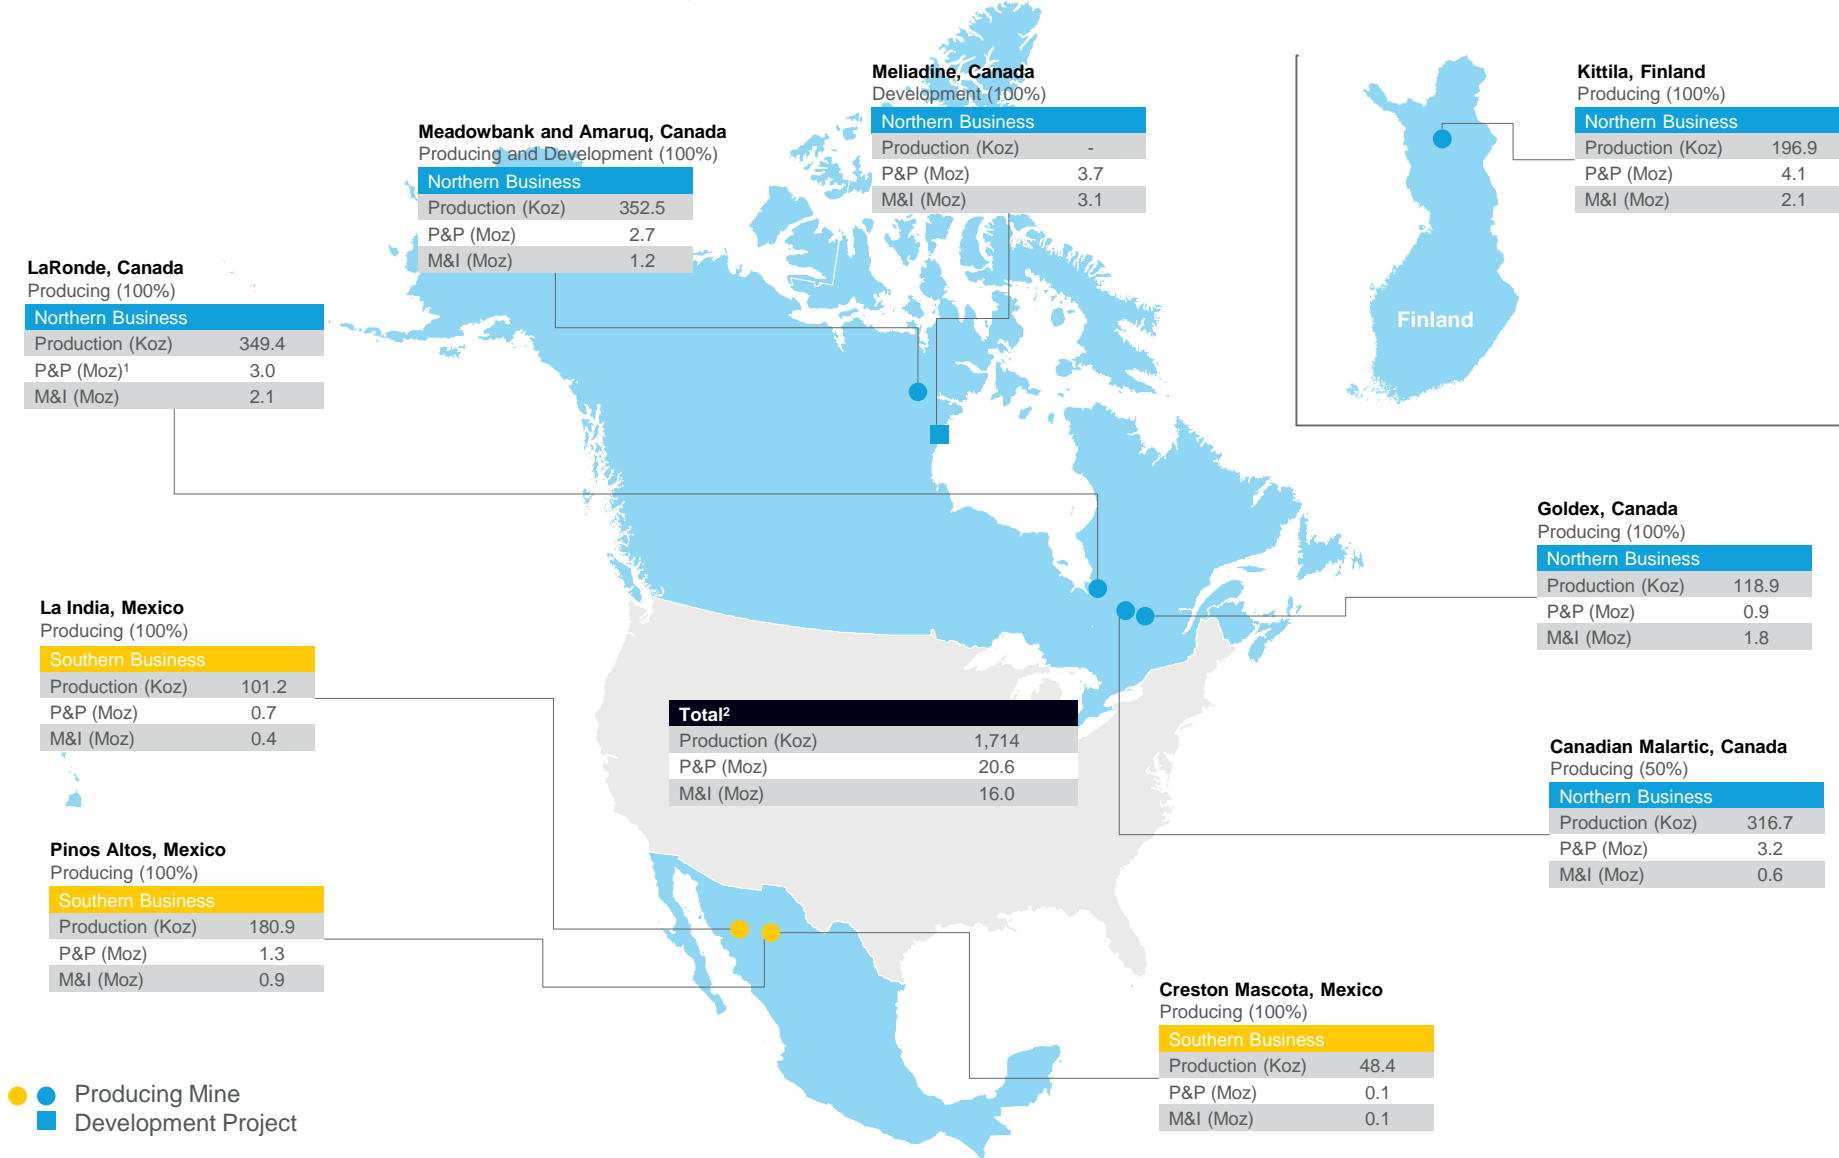 Meliadine, Canada
Development (100%)
Northern Business
Production (Koz) -
P&P (Moz) 3.7
M&I (Moz) 3.1
Kittila, Finland
Producing (100%)
Northern Business
Production (Koz) 196.9
P&P (Moz) 4.1
M&I (Moz) 2.1
Meadowbank and Amaruq, Canada
Producing and Development (100%)
Northern Business
Production (Koz) 352.5
P&P (Moz) 2.7
M&I (Moz) 1.2
LaRonde, Canada
Producing (100%)
Northern Business
Production (Koz) 349.4
P&P (Moz)¹ 3.0
M&I (Moz) 2.1
Finland
Goldex, Canada
Producing (100%)
Northern Business
Production (Koz) 118.9
P&P (Moz) 0.9
M&I (Moz) 1.8
La India, Mexico
Producing (100%)
Southern Business
Production (Koz) 101.2
P&P (Moz) 0.7
M&I (Moz) 0.4
Total²
Production (Koz) 1,714
P&P (Moz) 20.6
M&I (Moz) 16.0
Canadian Malartic, Canada
Producing (50%)
Northern Business
Production (Koz) 316.7
P&P (Moz) 3.2
M&I (Moz) 0.6
Pinos Altos, Mexico
Producing (100%)
Southern Business
Production (Koz) 180.9
P&P (Moz) 1.3
M&I (Moz) 0.9
Creston Mascota, Mexico
Producing (100%)
Southern Business
Production (Koz) 48.4
P&P (Moz) 0.1
M&I (Moz) 0.1
Producing Mine
Development Project